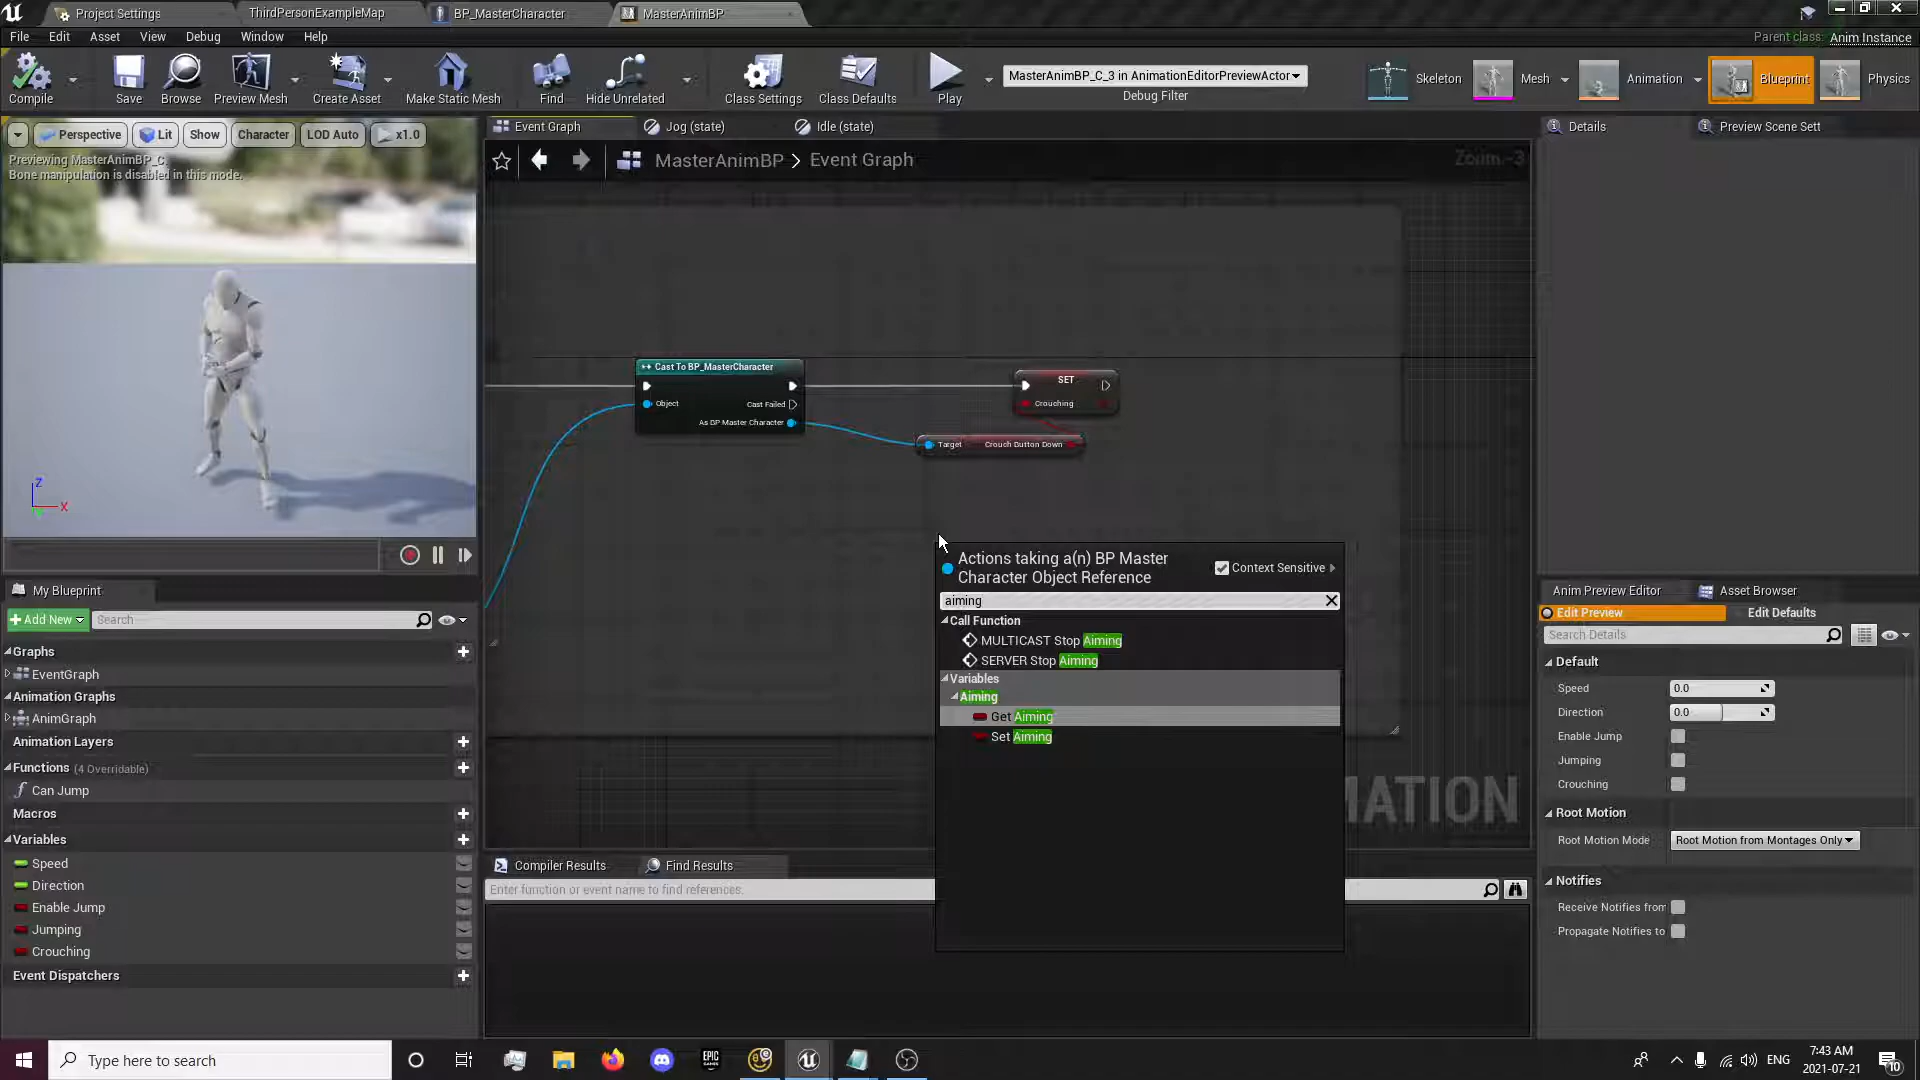 Project Settings
ThirdPersonExampleMap
BP_MasterCharacter
MasterAnimBP
File Edit Asset View Debug Window Help
Parent class: Anim Instance
Compile
Save
Browse
Preview Mesh
Create Asset
Make Static Mesh
Find
Hide Unrelated
Class Settings
Class Defaults
Play
MasterAnimBP_C_3 in AnimationEditorPreviewActor
Debug Filter
Skeleton
Mesh
Animation
Blueprint
Physics
Perspective
Lit
Show
Character
LOD Auto
x1.0
Previewing MasterAnimBP_C.
Bone manipulation is disabled in this mode.
Z
X
Event Graph
Jog (state)
Idle (state)
MasterAnimBP > Event Graph
Zoom -3
Cast To BP_MasterCharacter
Object
Cast Failed
As BP Master Character
SET
Crouching
Target
Crouch Button Down
Actions taking a(n) BP Master
Character Object Reference
Context Sensitive
aiming
Call Function
MULTICAST Stop Aiming
SERVER Stop Aiming
Variables
Aiming
Get Aiming
Set Aiming
MATION
Compiler Results
Find Results
Enter function or event name to find references.
My Blueprint
+ Add New
Search
Graphs
EventGraph
Animation Graphs
AnimGraph
Animation Layers
Functions (4 Overridable)
Can Jump
Macros
Variables
Speed
Direction
Enable Jump
Jumping
Crouching
Event Dispatchers
Details
Preview Scene Sett
Anim Preview Editor
Asset Browser
Edit Preview
Edit Defaults
Search Details
Default
Speed 0.0
Direction 0.0
Enable Jump
Jumping
Crouching
Root Motion
Root Motion Mode Root Motion from Montages Only
Notifies
Receive Notifies from
Propagate Notifies to
Type here to search
EPIC
GAMES
ENG
7:43 AM
2021-07-21
10